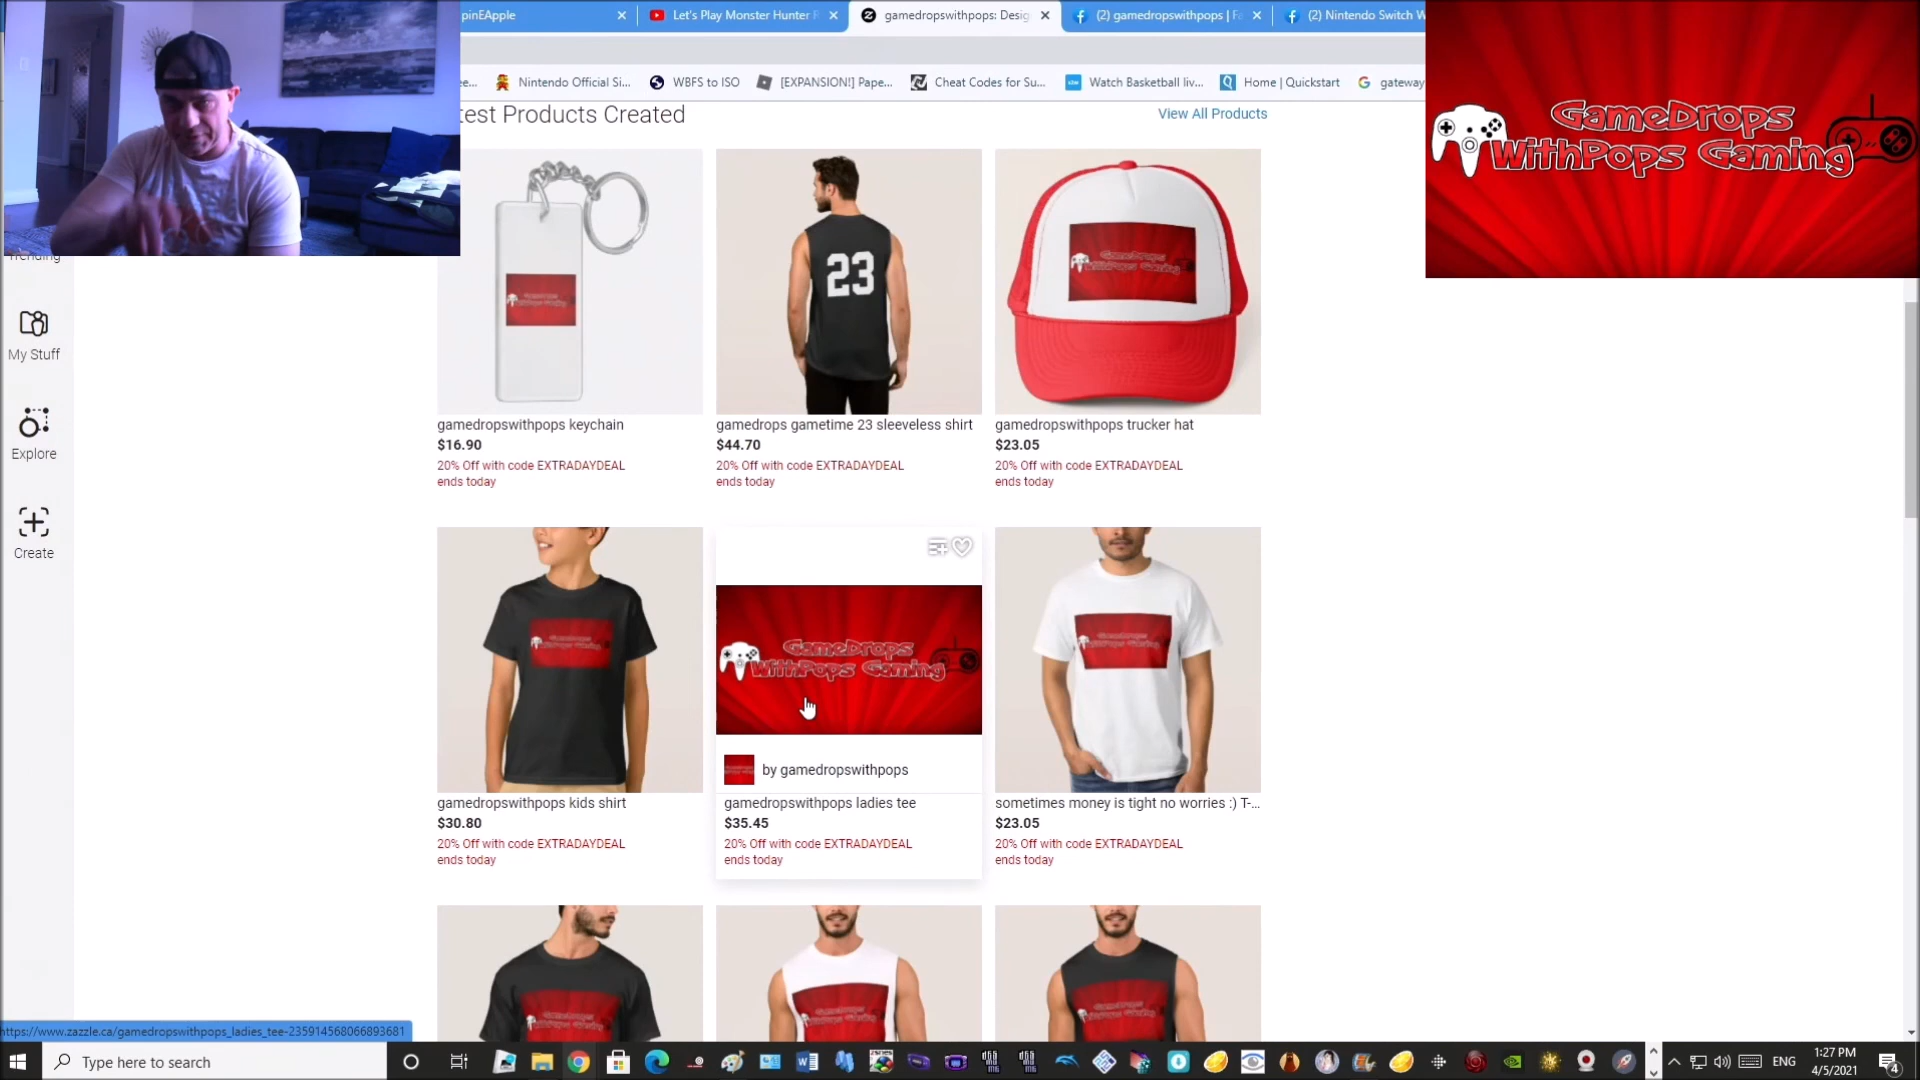 pinEApple
Let's Play Monster Hunter R
gamedropswithpops: Desig
(2) gamedropswithpops | Fa
(2) Nintendo Switch W
e...
Nintendo Official Si...
WBFS to ISO
[EXPANSION!] Pape...
Cheat Codes for Su...
Watch Basketball liv...
Home | Quickstart
gateway
GameDrops
WithPops Gaming
test Products Created
View All Products
Trending
My Stuff
Explore
Create
23
GameDrops
WithPops Gaming
gamedropswithpops keychain
$16.90
20% Off with code EXTRADAYDEAL
ends today
gamedrops gametime 23 sleeveless shirt
$44.70
20% Off with code EXTRADAYDEAL
ends today
gamedropswithpops trucker hat
$23.05
20% Off with code EXTRADAYDEAL
ends today
GameDrops
WithPops Gaming
by gamedropswithpops
gamedropswithpops kids shirt
$30.80
20% Off with code EXTRADAYDEAL
ends today
gamedropswithpops ladies tee
$35.45
20% Off with code EXTRADAYDEAL
ends today
sometimes money is tight no worries :) T-...
$23.05
20% Off with code EXTRADAYDEAL
ends today
https://www.zazzle.ca/gamedropswithpops_ladies_tee-235914568066893681
Type here to search
ENG
1:27 PM
4/5/2021
4